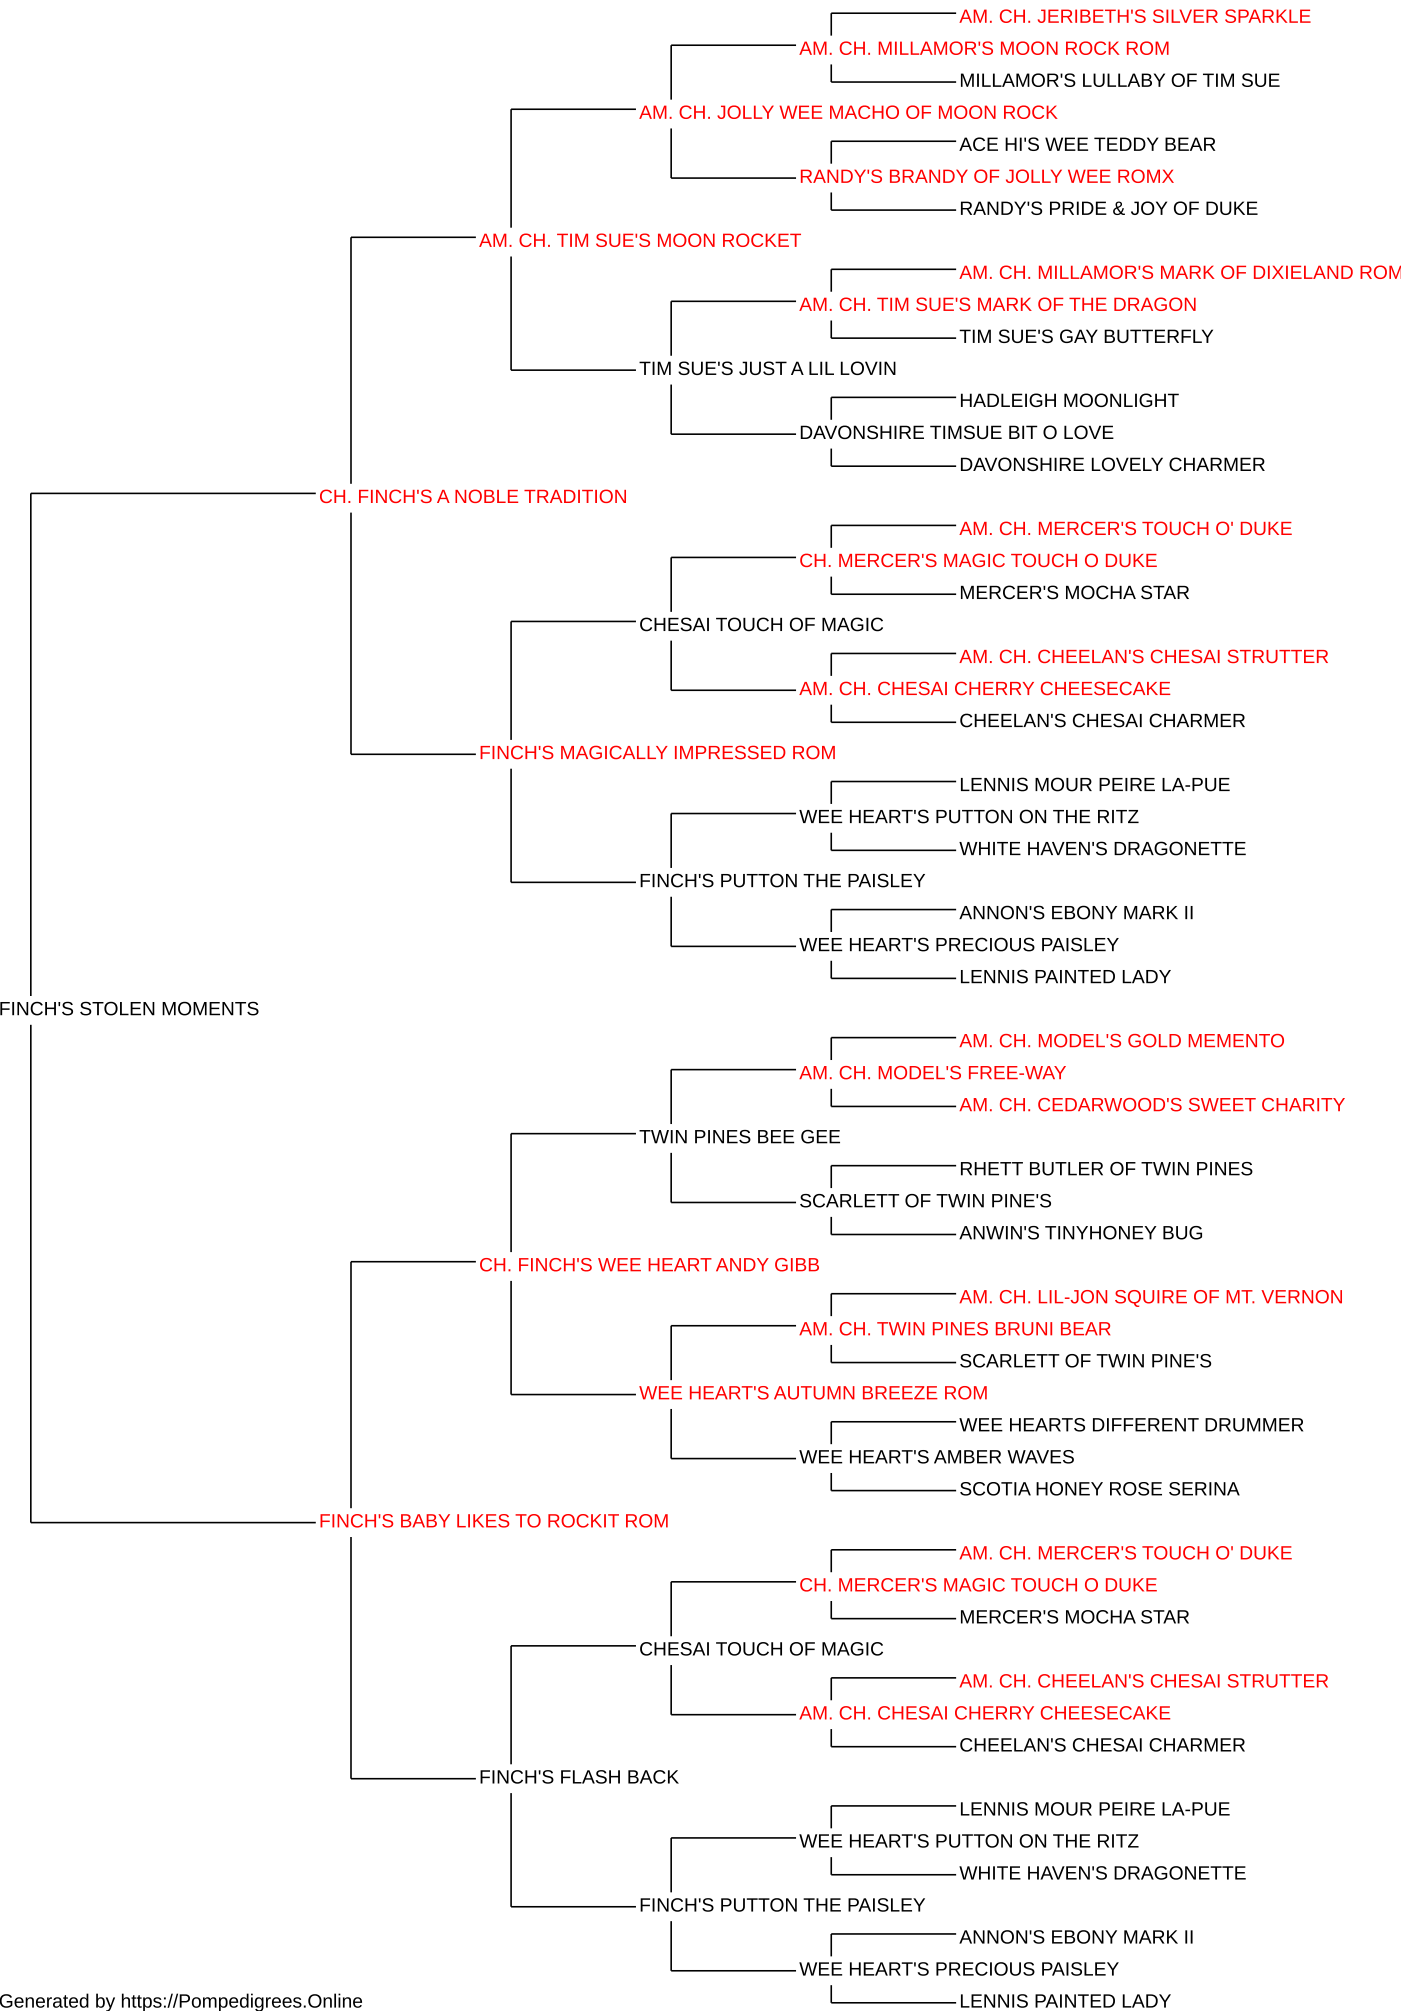 AM. CH. JERIBETH'S SILVER SPARKLE
AM. CH. MILLAMOR'S MOON ROCK ROM
MILLAMOR'S LULLABY OF TIM SUE
AM. CH. JOLLY WEE MACHO OF MOON ROCK
ACE HI'S WEE TEDDY BEAR
RANDY'S BRANDY OF JOLLY WEE ROMX
RANDY'S PRIDE & JOY OF DUKE
AM. CH. TIM SUE'S MOON ROCKET
AM. CH. MILLAMOR'S MARK OF DIXIELAND ROM
AM. CH. TIM SUE'S MARK OF THE DRAGON
TIM SUE'S GAY BUTTERFLY
TIM SUE'S JUST A LIL LOVIN
HADLEIGH MOONLIGHT
DAVONSHIRE TIMSUE BIT O LOVE
DAVONSHIRE LOVELY CHARMER
CH. FINCH'S A NOBLE TRADITION
AM. CH. MERCER'S TOUCH O' DUKE
CH. MERCER'S MAGIC TOUCH O DUKE
MERCER'S MOCHA STAR
CHESAI TOUCH OF MAGIC
AM. CH. CHEELAN'S CHESAI STRUTTER
AM. CH. CHESAI CHERRY CHEESECAKE
CHEELAN'S CHESAI CHARMER
FINCH'S MAGICALLY IMPRESSED ROM
LENNIS MOUR PEIRE LA-PUE
WEE HEART'S PUTTON ON THE RITZ
WHITE HAVEN'S DRAGONETTE
FINCH'S PUTTON THE PAISLEY
ANNON'S EBONY MARK II
WEE HEART'S PRECIOUS PAISLEY
LENNIS PAINTED LADY
FINCH'S STOLEN MOMENTS
AM. CH. MODEL'S GOLD MEMENTO
AM. CH. MODEL'S FREE-WAY
AM. CH. CEDARWOOD'S SWEET CHARITY
TWIN PINES BEE GEE
RHETT BUTLER OF TWIN PINES
SCARLETT OF TWIN PINE'S
ANWIN'S TINYHONEY BUG
CH. FINCH'S WEE HEART ANDY GIBB
AM. CH. LIL-JON SQUIRE OF MT. VERNON
AM. CH. TWIN PINES BRUNI BEAR
SCARLETT OF TWIN PINE'S
WEE HEART'S AUTUMN BREEZE ROM
WEE HEARTS DIFFERENT DRUMMER
WEE HEART'S AMBER WAVES
SCOTIA HONEY ROSE SERINA
FINCH'S BABY LIKES TO ROCKIT ROM
AM. CH. MERCER'S TOUCH O' DUKE
CH. MERCER'S MAGIC TOUCH O DUKE
MERCER'S MOCHA STAR
CHESAI TOUCH OF MAGIC
AM. CH. CHEELAN'S CHESAI STRUTTER
AM. CH. CHESAI CHERRY CHEESECAKE
CHEELAN'S CHESAI CHARMER
FINCH'S FLASH BACK
LENNIS MOUR PEIRE LA-PUE
WEE HEART'S PUTTON ON THE RITZ
WHITE HAVEN'S DRAGONETTE
FINCH'S PUTTON THE PAISLEY
ANNON'S EBONY MARK II
WEE HEART'S PRECIOUS PAISLEY
LENNIS PAINTED LADY
Generated by https://Pompedigrees.Online